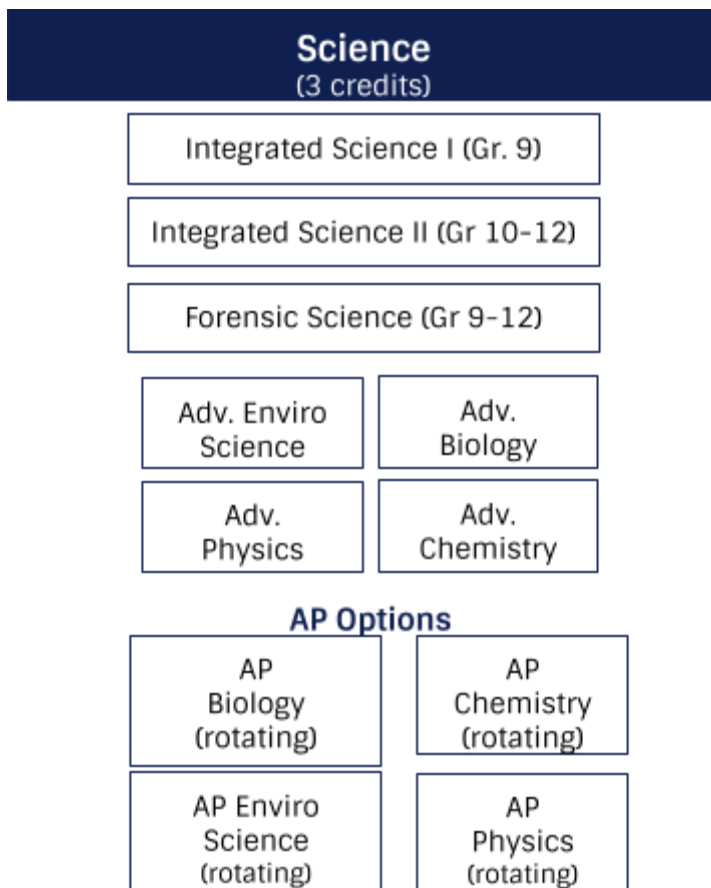 Science
(3 credits)
Integrated Science I (Gr. 9)
Integrated Science II (Gr 10-12)
Forensic Science (Gr 9-12)
Adv. Enviro
Science
Adv.
Biology
Adv.
Physics
Adv.
Chemistry
AP Options
AP
Biology
(rotating)
AP
Chemistry
(rotating)
AP Enviro
Science
(rotating)
AP
Physics
(rotating)